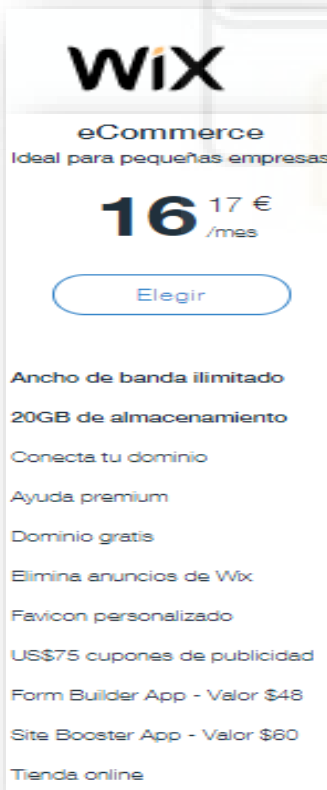 WiX
eCommerce
Ideal para pequeñas empresas
16 17 €
/mes
Elegir
Ancho de banda ilimitado
20GB de almacenamiento
Conecta tu dominio
Ayuda premium
Dominio gratis
Elimina anuncios de Wix
Favicon personalizado
US$75 cupones de publicidad
Form Builder App - Valor $48
Site Booster App - Valor $60
Tienda online